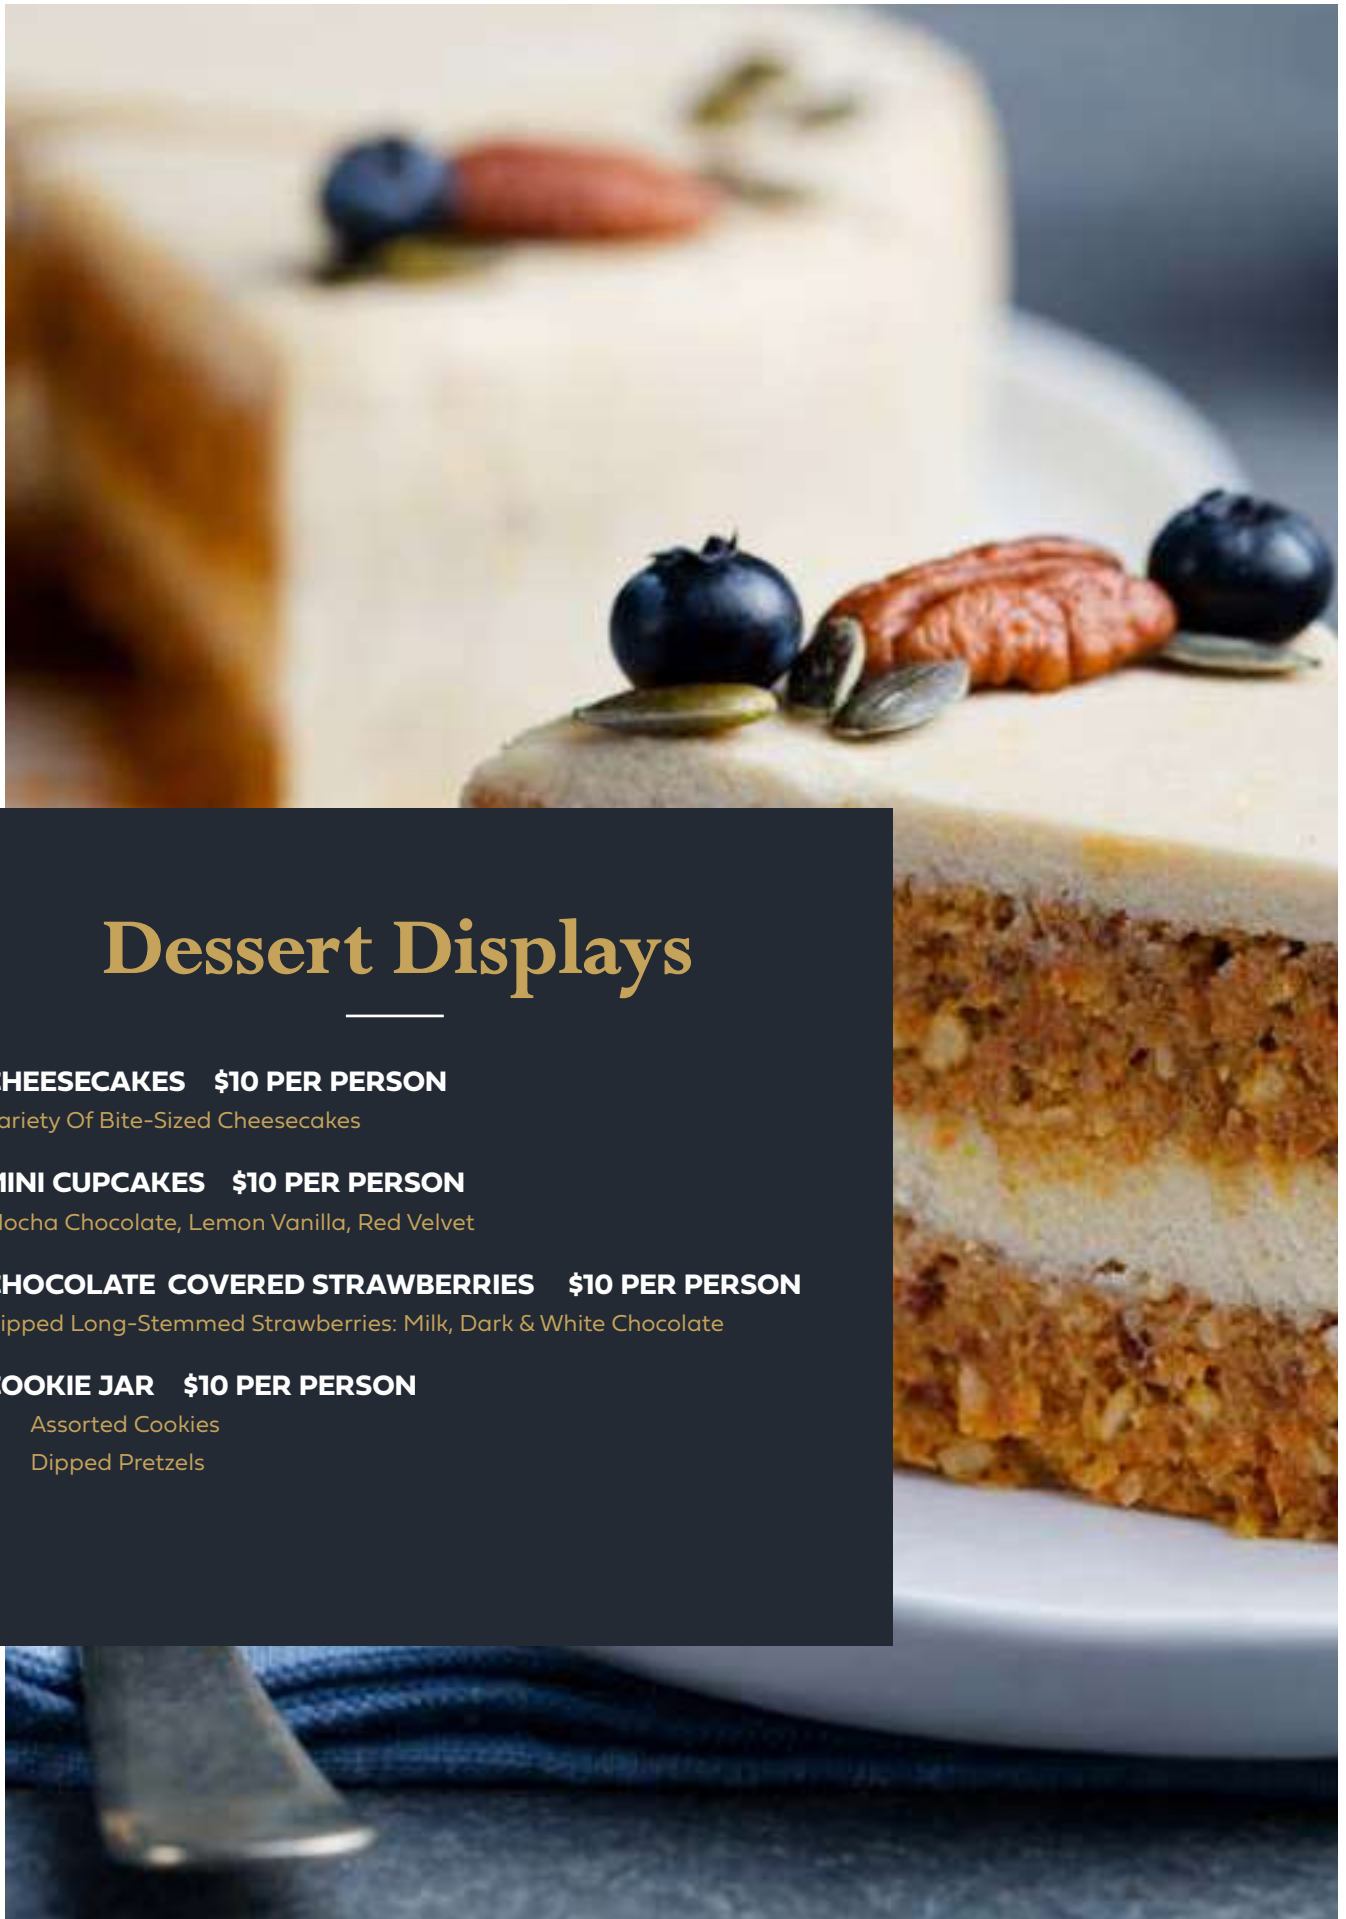 Dessert Displays
HEESECAKES $10 PER PERSON
ariety Of Bite-Sized Cheesecakes
INI CUPCAKES $10 PER PERSON
ocha Chocolate, Lemon Vanilla, Red Velvet
HOCOLATE COVERED STRAWBERRIES $10 PER PERSON
ipped Long-Stemmed Strawberries: Milk, Dark & White Chocolate
OOKIE JAR $10 PER PERSON
Assorted Cookies
Dipped Pretzels